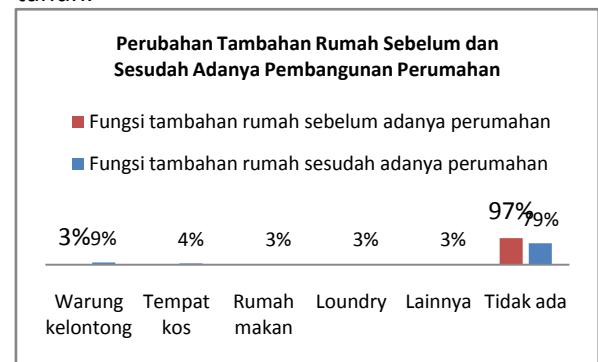 Perubahan Tambahan Rumah Sebelum dan
Sesudah Adanya Pembangunan Perumahan
Fungsi tambahan rumah sebelum adanya perumahan
Fungsi tambahan rumah sesudah adanya perumahan
3% 9% 4% 3% 3% 3% 97% 79%
Warung Tempat Rumah Loundry Lainnya Tidak ada
kelontong kos makan